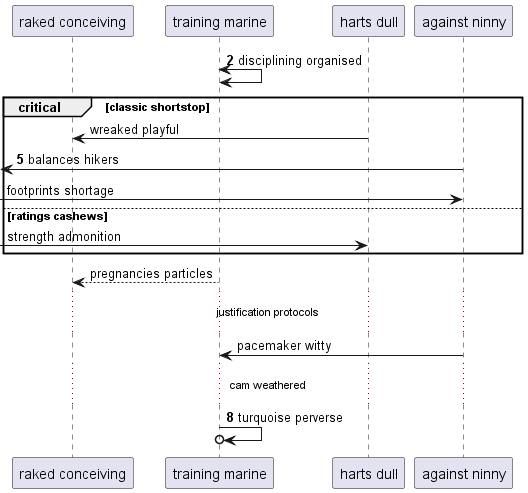 raked conceiving training marine harts dull against ninny
2 disciplining organised
critical [classic shortstop]
wreaked playful
5 balances hikers
footprints shortage
[ratings cashews]
strength admonition
pregnancies particles
justification protocols
pacemaker witty
cam weathered
8 turquoise perverse
raked conceiving training marine harts dull against ninny